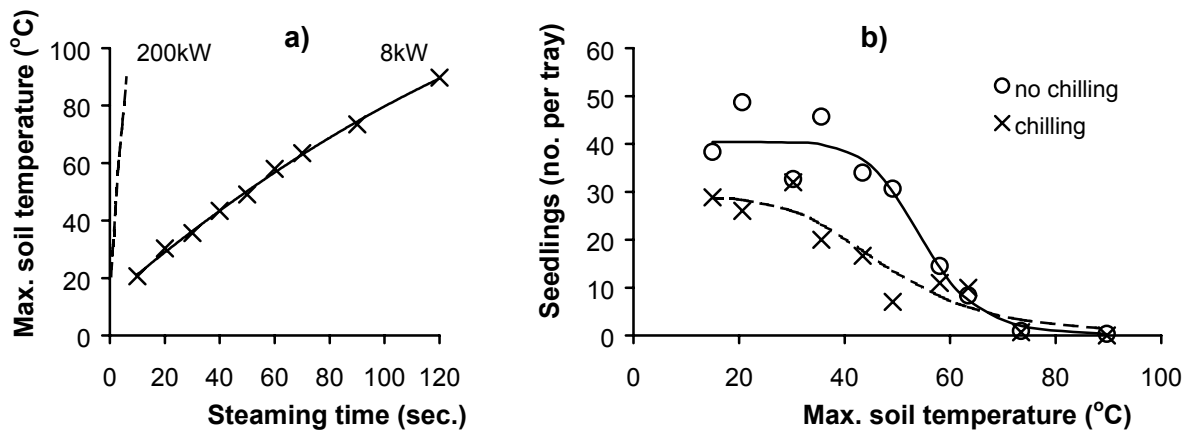 a)
Max. soil temperature (°C)
100
80
60
40
20
0
200kW
8kW
0 20 40 60 80 100 120
Steaming time (sec.)
b)
Seedlings (no. per tray)
60
50
40
30
20
10
0
no chilling
chilling
0 20 40 60 80 100
Max. soil temperature (°C)